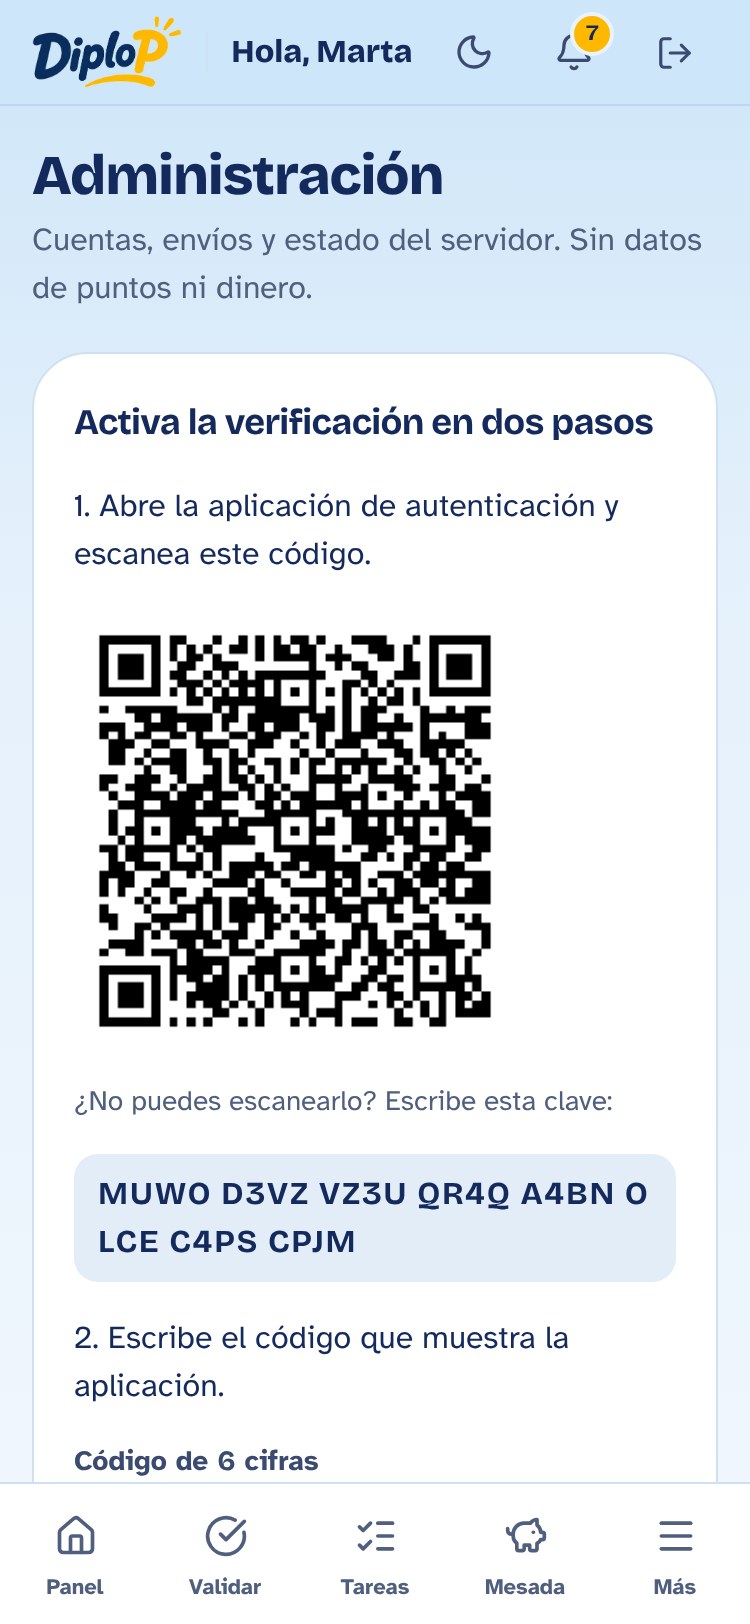 DiploP
Hola, Marta
7
Administración
Cuentas, envíos y estado del servidor. Sin datos
de puntos ni dinero.
Activa la verificación en dos pasos
1. Abre la aplicación de autenticación y
escanea este código.
¿No puedes escanearlo? Escribe esta clave:
MUWO D3VZ VZ3U QR4Q A4BN O
LCE C4PS CPJM
2. Escribe el código que muestra la
aplicación.
Código de 6 cifras
Panel
Validar
Tareas
Mesada
Más